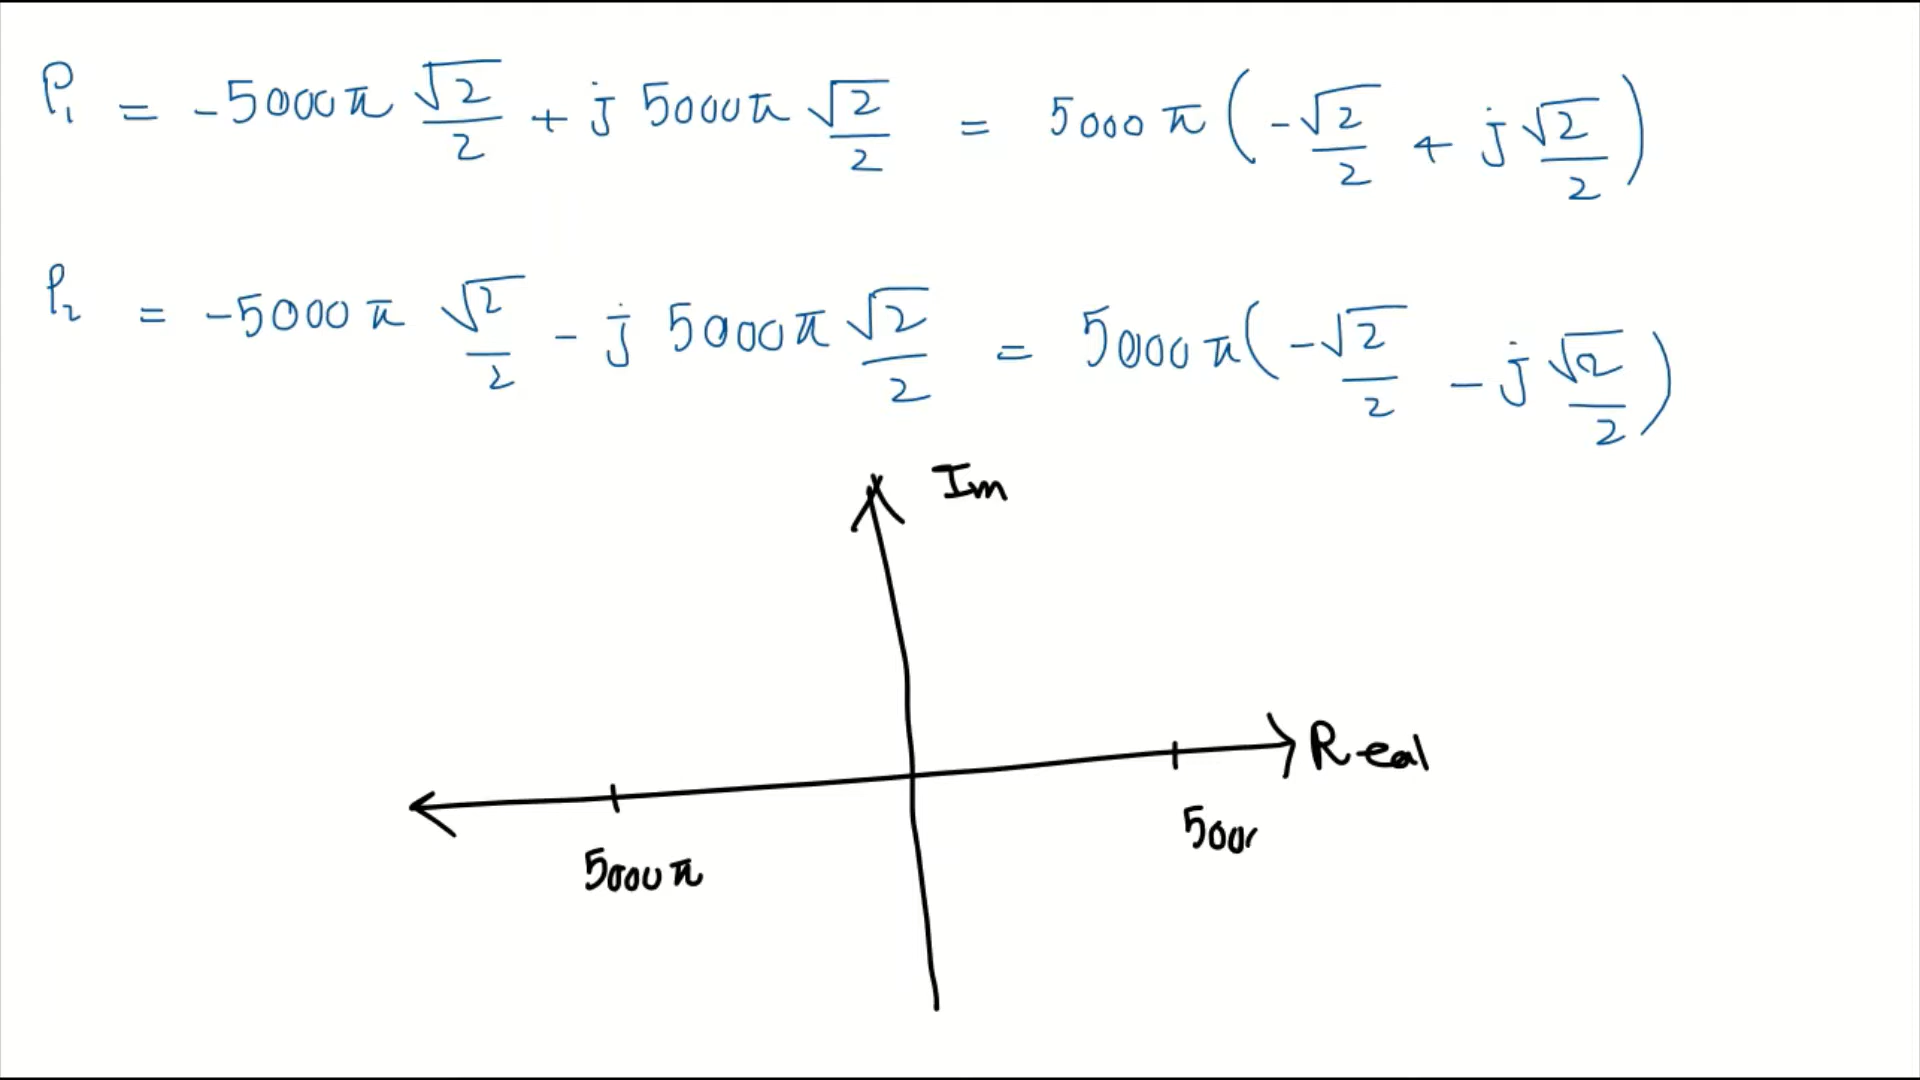 P₁ = -5000π √2/2 + j 5000π √2/2 = 5000π (-√2/2 + j √2/2)
P₂ = -5000π √2/2 - j 5000π √2/2 = 5000π (-√2/2 - j √2/2)
Im
Real
5000π
500